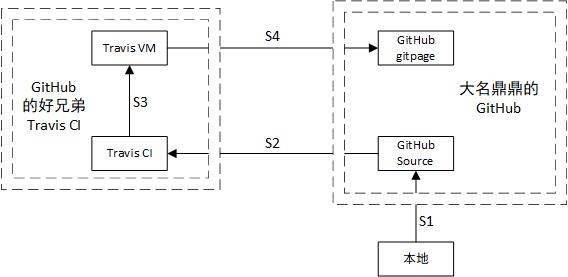 Travis VM
S4
GitHub
gitpage
GitHub
的好兄弟
Travis CI
S3
大名鼎鼎的
GitHub
Travis CI
S2
GitHub
Source
S1
本地